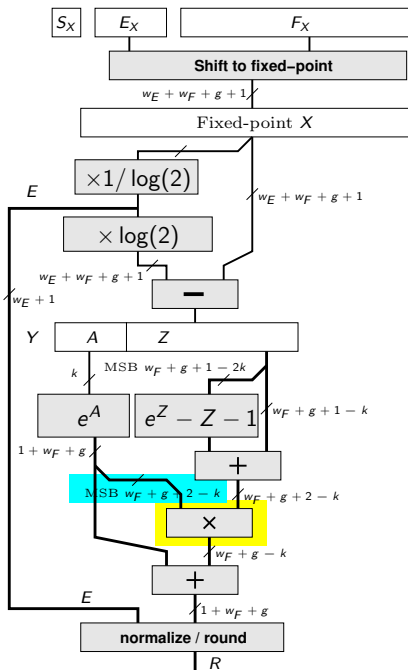 S_X E_X F_X
Shift to fixed–point
w_E + w_F + g + 1
Fixed-point X
×1/ log(2)
E
w_E + w_F + g + 1
× log(2)
w_E + w_F + g + 1
w_E + 1
−
Y A Z
MSB w_F + g + 1 − 2k
k
e^A e^Z − Z − 1
w_F + g + 1 − k
1 + w_F + g
+
MSB w_F + g + 2 − k
w_F + g + 2 − k
×
w_F + g − k
+
E
1 + w_F + g
normalize / round
R